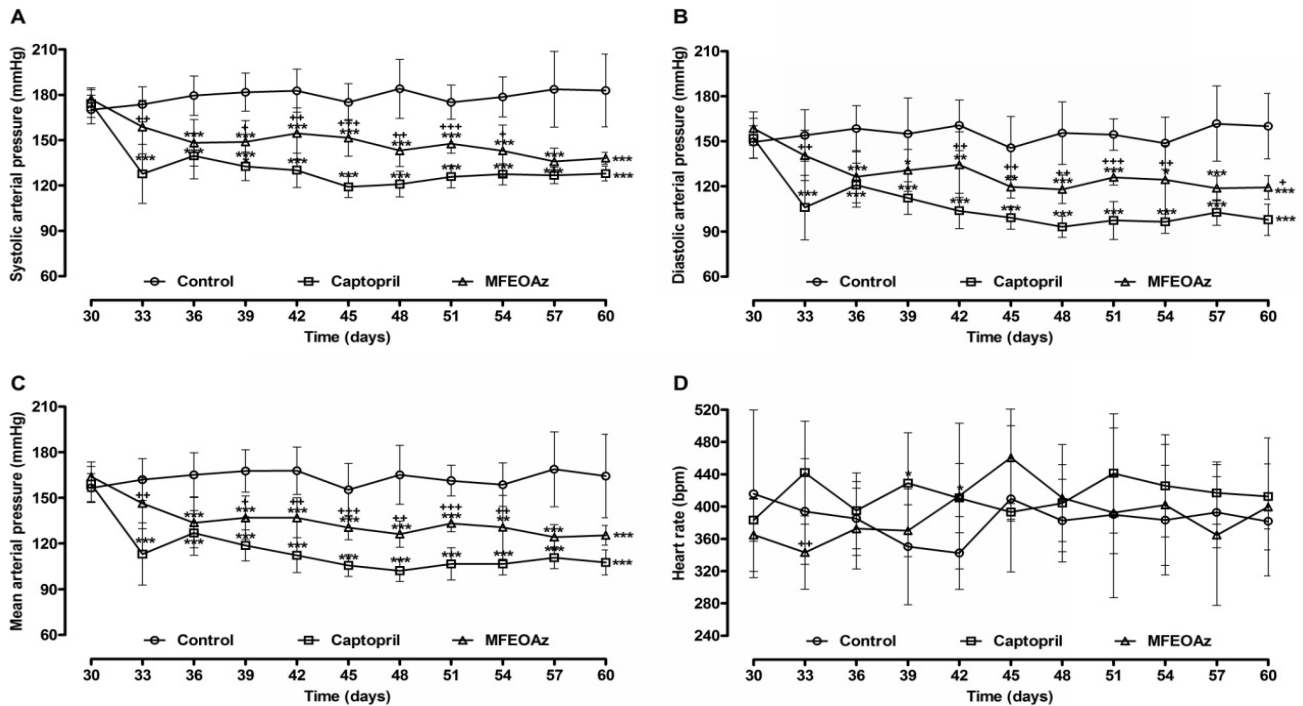 A
Systolic arterial pressure (mmHg)
210
180
150
120
90
60
++ *** + *** ++ *** +++ *** ++ *** +++ *** + *** *** ***
*** *** *** *** *** *** *** *** *** ***
Control Captopril MFEOAz
30 33 36 39 42 45 48 51 54 57 60
Time (days)
B
Diastolic arterial pressure (mmHg)
210
180
150
120
90
60
++ *** * ++ ** ++ ** ++ *** +++ *** ++ * *** + ***
*** *** *** *** *** *** *** *** *** ***
Control Captopril MFEOAz
30 33 36 39 42 45 48 51 54 57 60
Time (days)
C
Mean arterial pressure (mmHg)
210
180
150
120
90
60
++ *** + *** ++ *** +++ *** ++ *** +++ *** ++ ** *** ***
*** *** *** *** *** *** *** *** *** ***
Control Captopril MFEOAz
30 33 36 39 42 45 48 51 54 57 60
Time (days)
D
Heart rate (bpm)
520
480
440
400
360
320
280
240
++ * *
Control Captopril MFEOAz
30 33 36 39 42 45 48 51 54 57 60
Time (days)